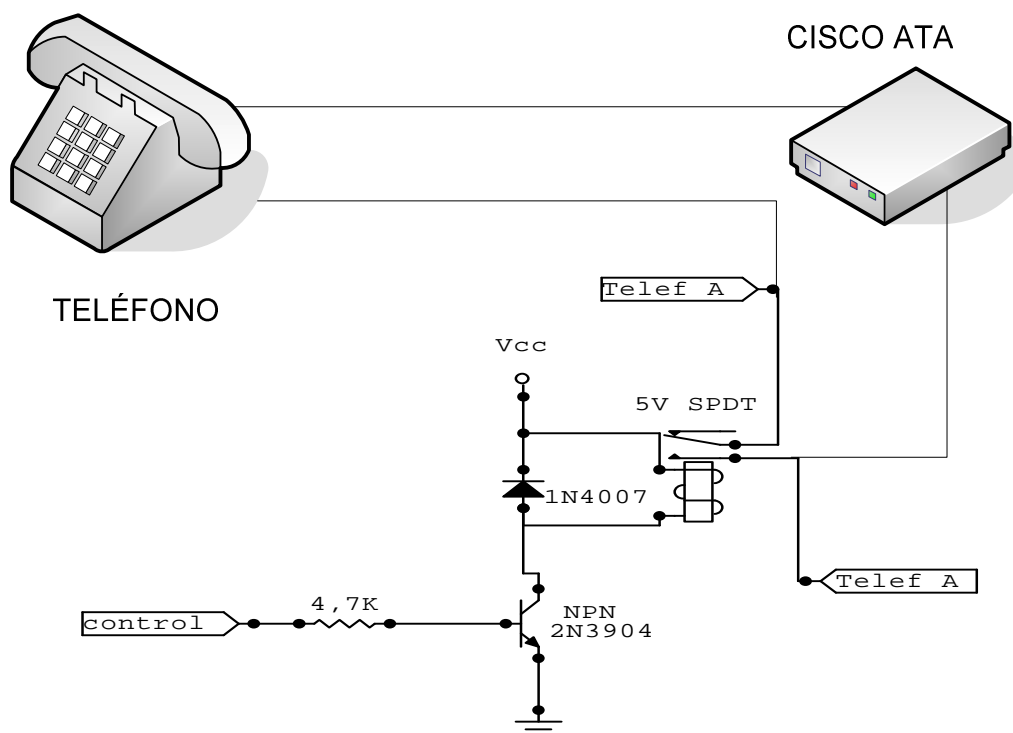 CISCO ATA
TELÉFONO
Telef A
Vcc
5V SPDT
1N4007
Telef A
4,7K
control
NPN
2N3904